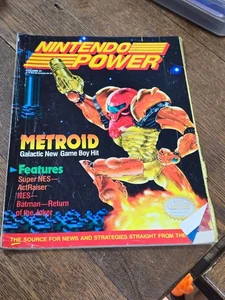 NINTENDO
POWER
METROID
Galactic New Game Boy Hit
Features
Super NES—
ActRaiser
NES—
Batman—Return
of the Joker
THE SOURCE FOR NEWS AND STRATEGIES STRAIGHT FROM THE